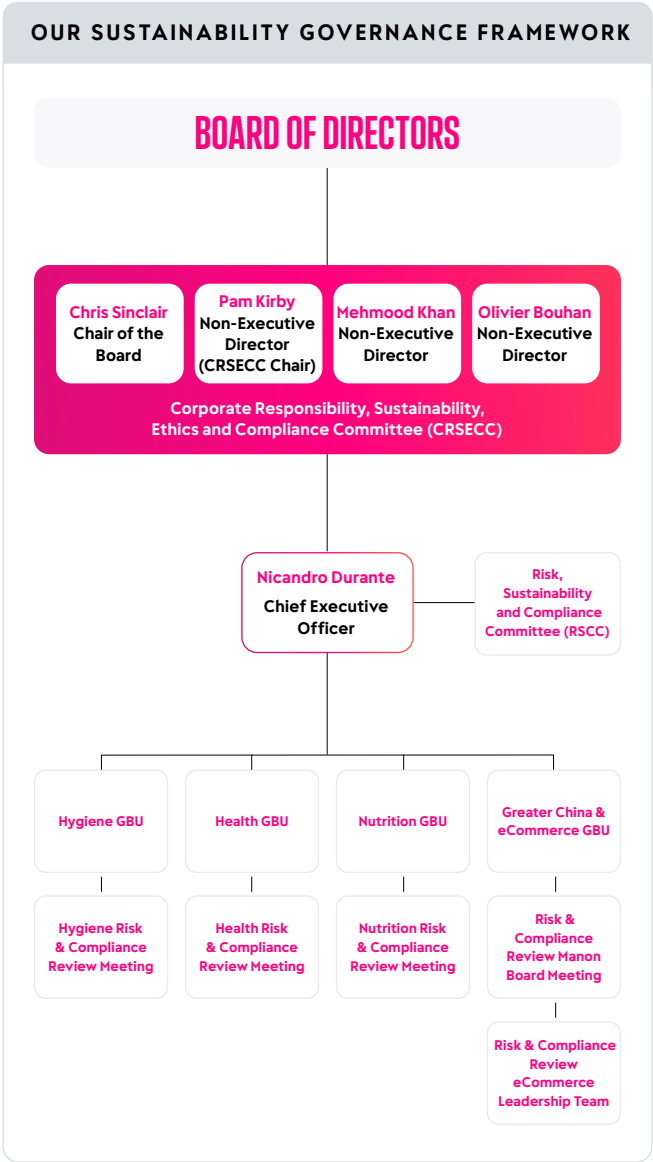 OUR SUSTAINABILITY GOVERNANCE FRAMEWORK
BOARD OF DIRECTORS
Chris Sinclair
Chair of the
Board
Pam Kirby
Non-Executive
Director
(CRSECC Chair)
Mehmood Khan
Non-Executive
Director
Olivier Bouhan
Non-Executive
Director
Corporate Responsibility, Sustainability,
Ethics and Compliance Committee (CRSECC)
Nicandro Durante
Chief Executive
Officer
Risk,
Sustainability
and Compliance
Committee (RSCC)
Hygiene GBU
Health GBU
Nutrition GBU
Greater China &
eCommerce GBU
Hygiene Risk
& Compliance
Review Meeting
Health Risk
& Compliance
Review Meeting
Nutrition Risk
& Compliance
Review Meeting
Risk &
Compliance
Review Manon
Board Meeting
Risk & Compliance
Review
eCommerce
Leadership Team